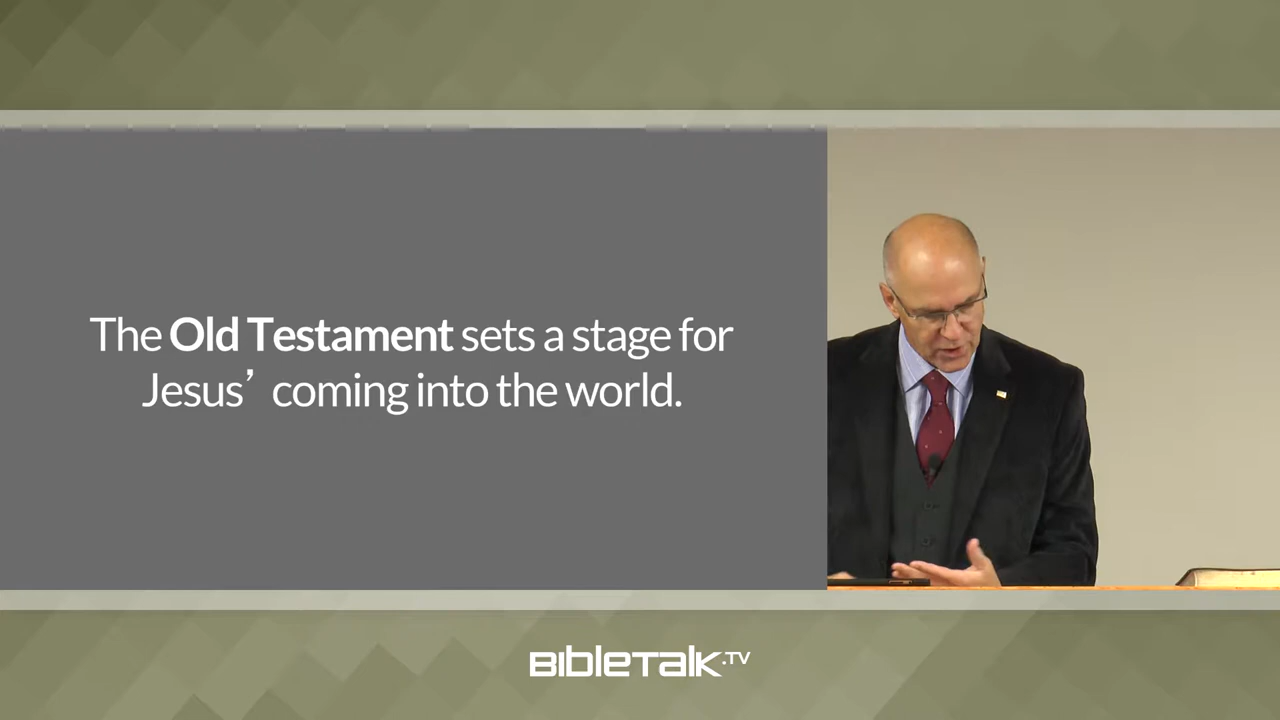 The Old Testament sets a stage for
Jesus’ coming into the world.
BIBLETALK.TV